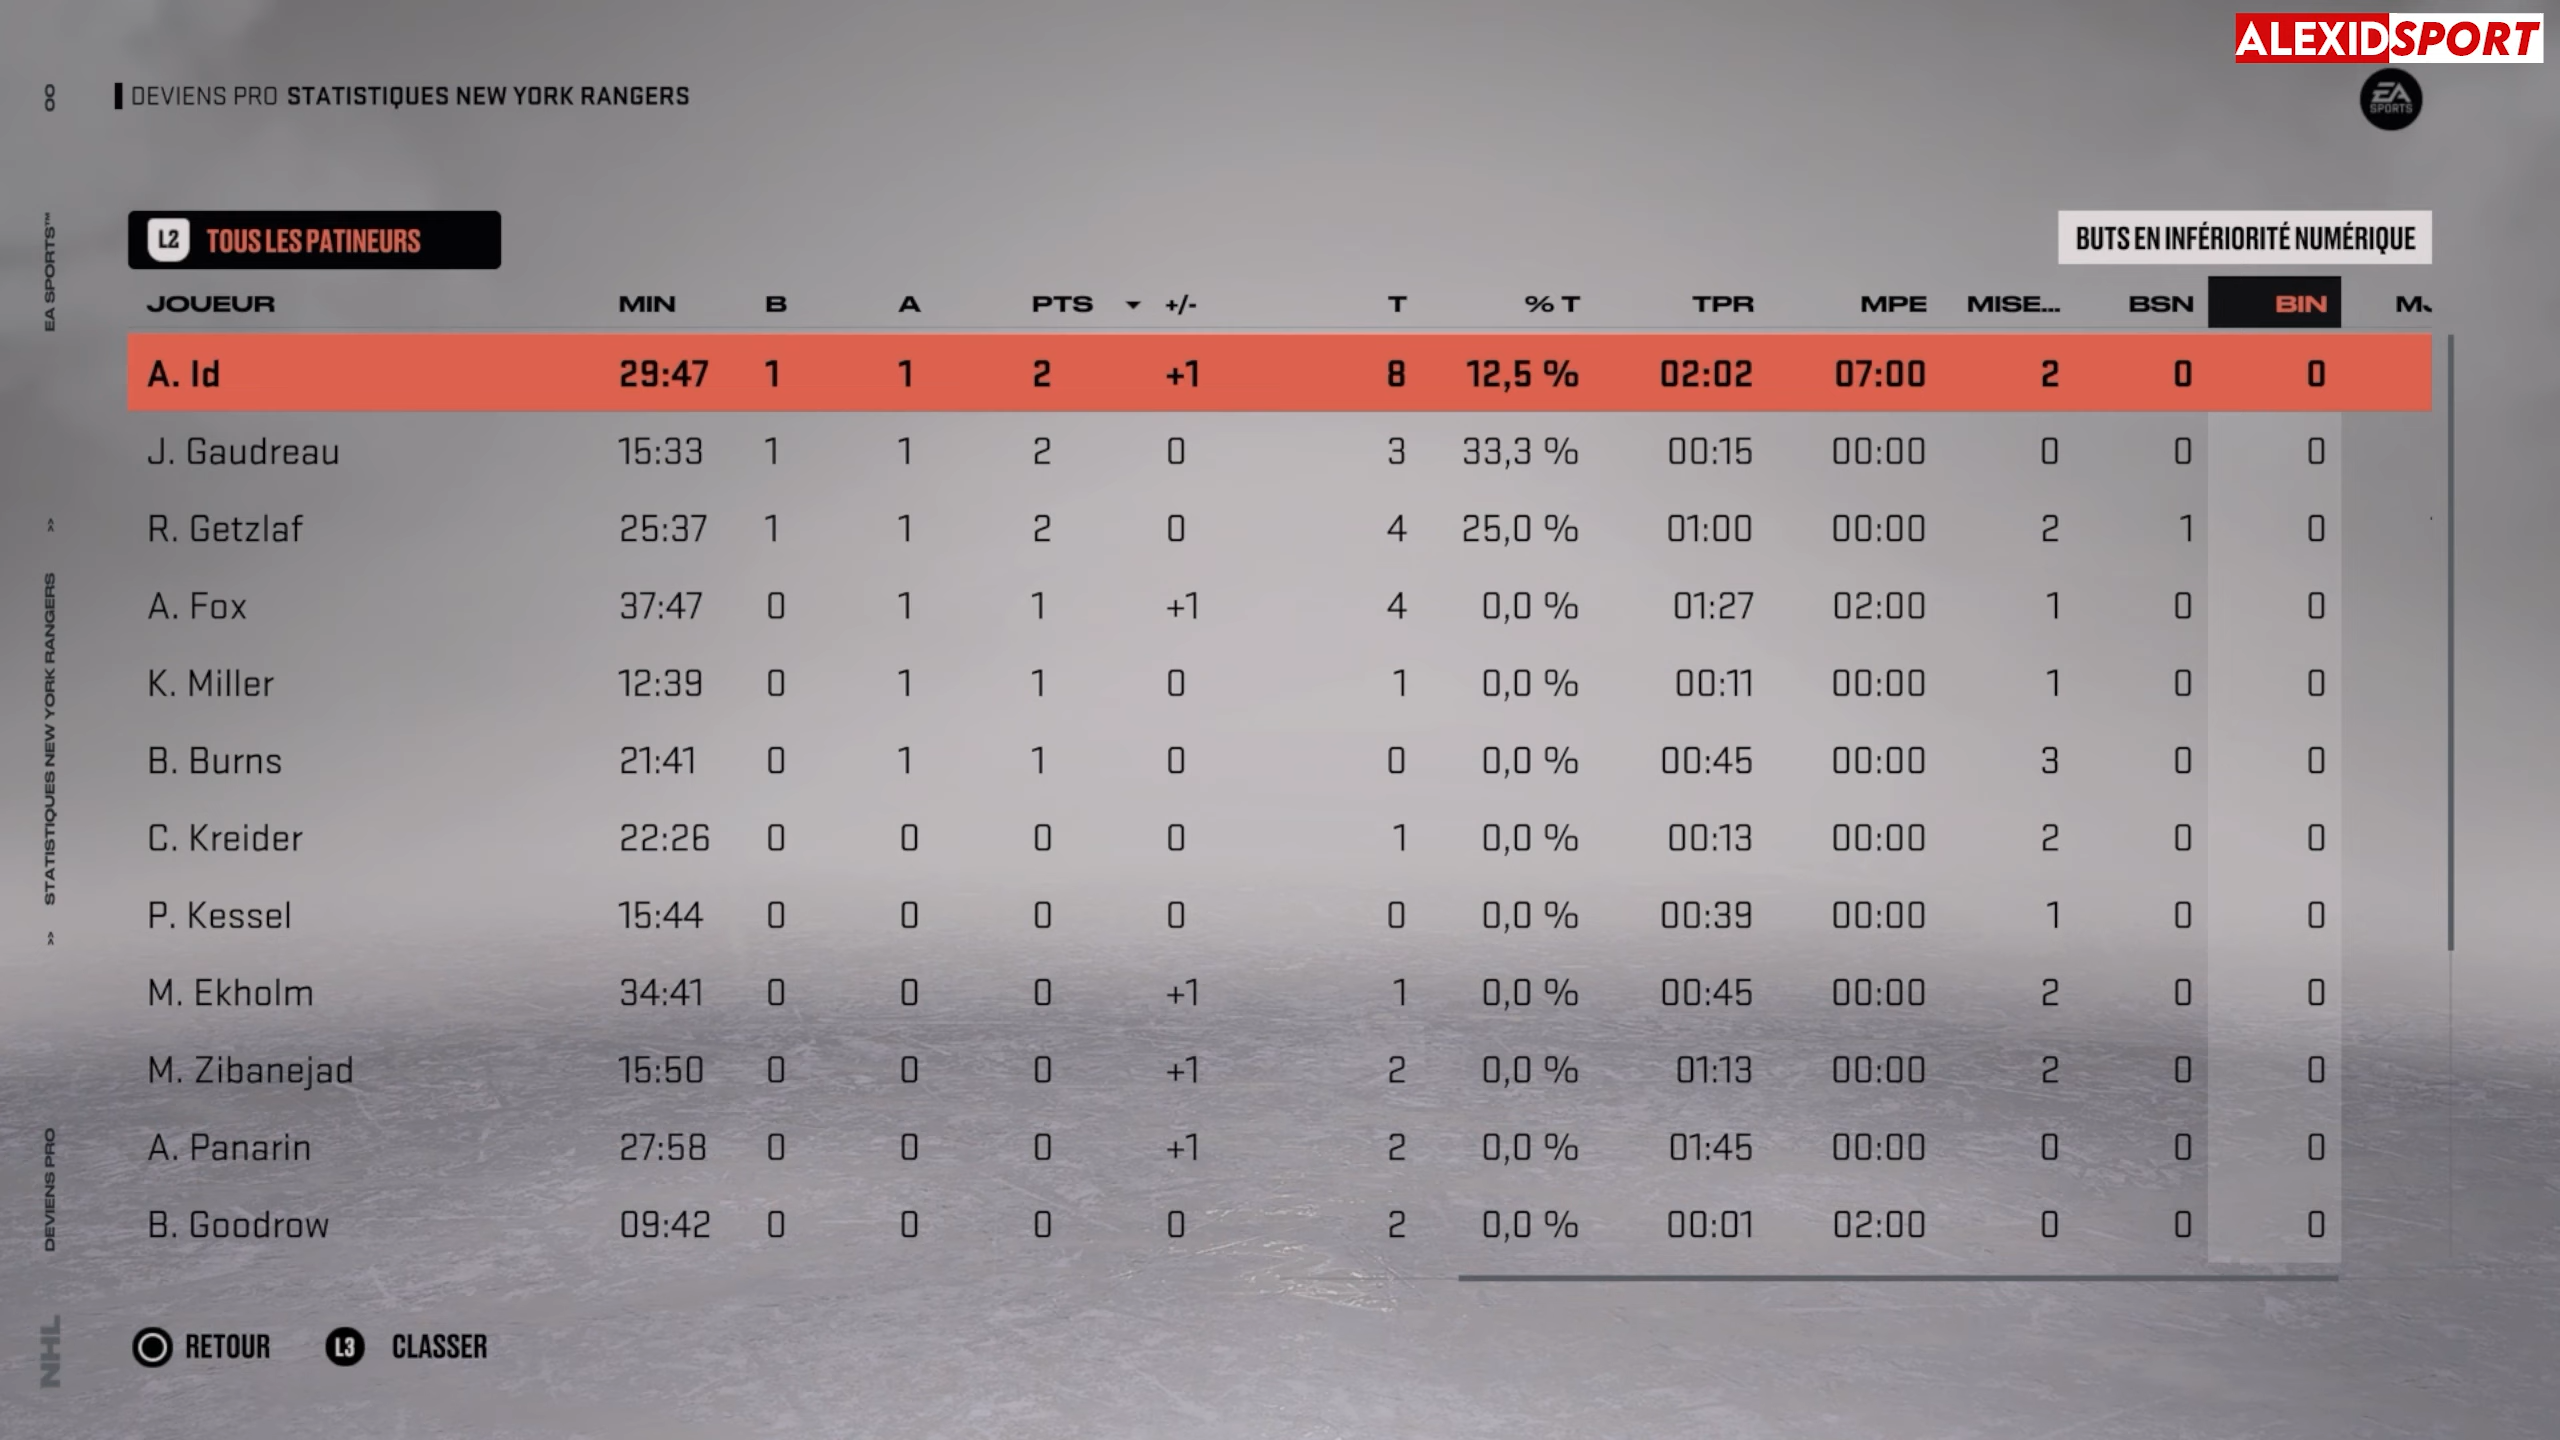 ALEXIDSPORT
DEVIENS PRO STATISTIQUES NEW YORK RANGERS
EA SPORTS
L2 TOUS LES PATINEURS
BUTS EN INFÉRIORITÉ NUMÉRIQUE
JOUEUR MIN B A PTS +/- T % T TPR MPE MISE... BSN BIN
A. Id 29:47 1 1 2 +1 8 12,5 % 02:02 07:00 2 0 0
J. Gaudreau 15:33 1 1 2 0 3 33,3 % 00:15 00:00 0 0 0
R. Getzlaf 25:37 1 1 2 0 4 25,0 % 01:00 00:00 2 1 0
A. Fox 37:47 0 1 1 +1 4 0,0 % 01:27 02:00 1 0 0
K. Miller 12:39 0 1 1 0 1 0,0 % 00:11 00:00 1 0 0
B. Burns 21:41 0 1 1 0 0 0,0 % 00:45 00:00 3 0 0
C. Kreider 22:26 0 0 0 0 1 0,0 % 00:13 00:00 2 0 0
P. Kessel 15:44 0 0 0 0 0 0,0 % 00:39 00:00 1 0 0
M. Ekholm 34:41 0 0 0 +1 1 0,0 % 00:45 00:00 2 0 0
M. Zibanejad 15:50 0 0 0 +1 2 0,0 % 01:13 00:00 2 0 0
A. Panarin 27:58 0 0 0 +1 2 0,0 % 01:45 00:00 0 0 0
B. Goodrow 09:42 0 0 0 0 2 0,0 % 00:01 02:00 0 0 0
RETOUR L3 CLASSER
NHL DEVIENS PRO >> STATISTIQUES NEW YORK RANGERS >> EA SPORTS™